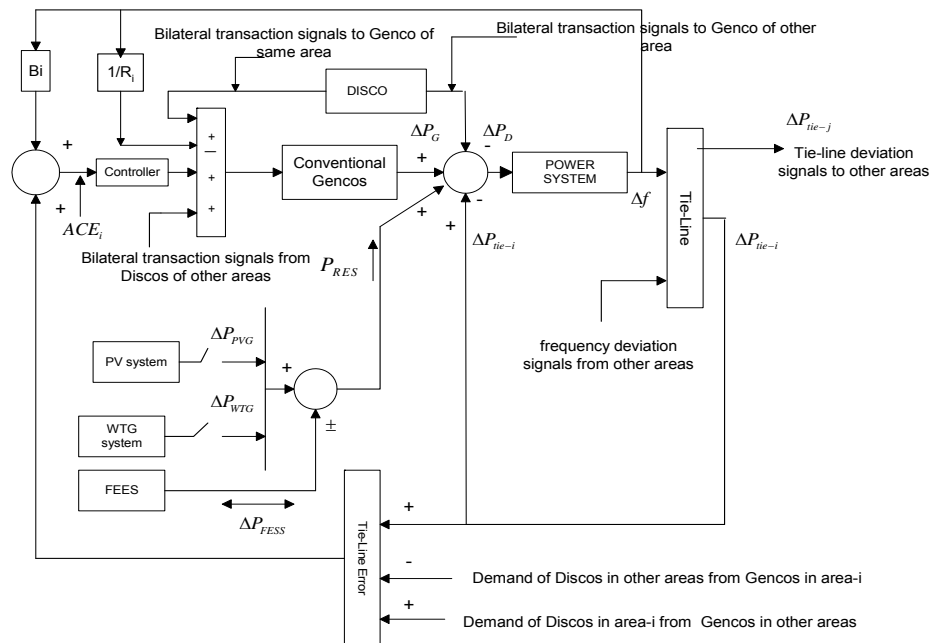 Bilateral transaction signals to Genco of
same area
Bilateral transaction signals to Genco of other
area
Bi
1/Ri
DISCO
ΔPG
ΔPD
ΔPtie-j
Tie-line deviation
signals to other areas
+
+
—
+
+
+
+
Controller
Conventional
Gencos
+
-
+
+
-
POWER
SYSTEM
Δf
Tie-Line
ACEi
ΔPtie-i
ΔPtie-i
Bilateral transaction signals from
Discos of other areas
PRES
frequency deviation
signals from other areas
PV system
ΔPPVG
+
WTG
system
ΔPWTG
±
FEES
ΔPFESS
Tie-Line Error
+
-
Demand of Discos in other areas from Gencos in area-i
+
Demand of Discos in area-i from Gencos in other areas